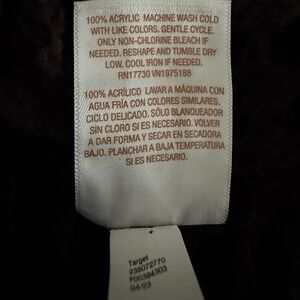 100% ACRYLIC MACHINE WASH COLD
WITH LIKE COLORS. GENTLE CYCLE.
ONLY NON-CHLORINE BLEACH IF
NEEDED. RESHAPE AND TUMBLE DRY
LOW. COOL IRON IF NEEDED.
RN17730 VN1975188
100% ACRÍLICO LAVAR A MÁQUINA CON
AGUA FRÍA CON COLORES SIMILARES.
CICLO DELICADO. SÓLO BLANQUEADOR
SIN CLORO SI ES NECESARIO. VOLVER
A DAR FORMA Y SECAR EN SECADORA
BAJO. PLANCHAR A BAJA TEMPERATURA
SI ES NECESARIO.
Target
238072770
F00394303
Q4/23